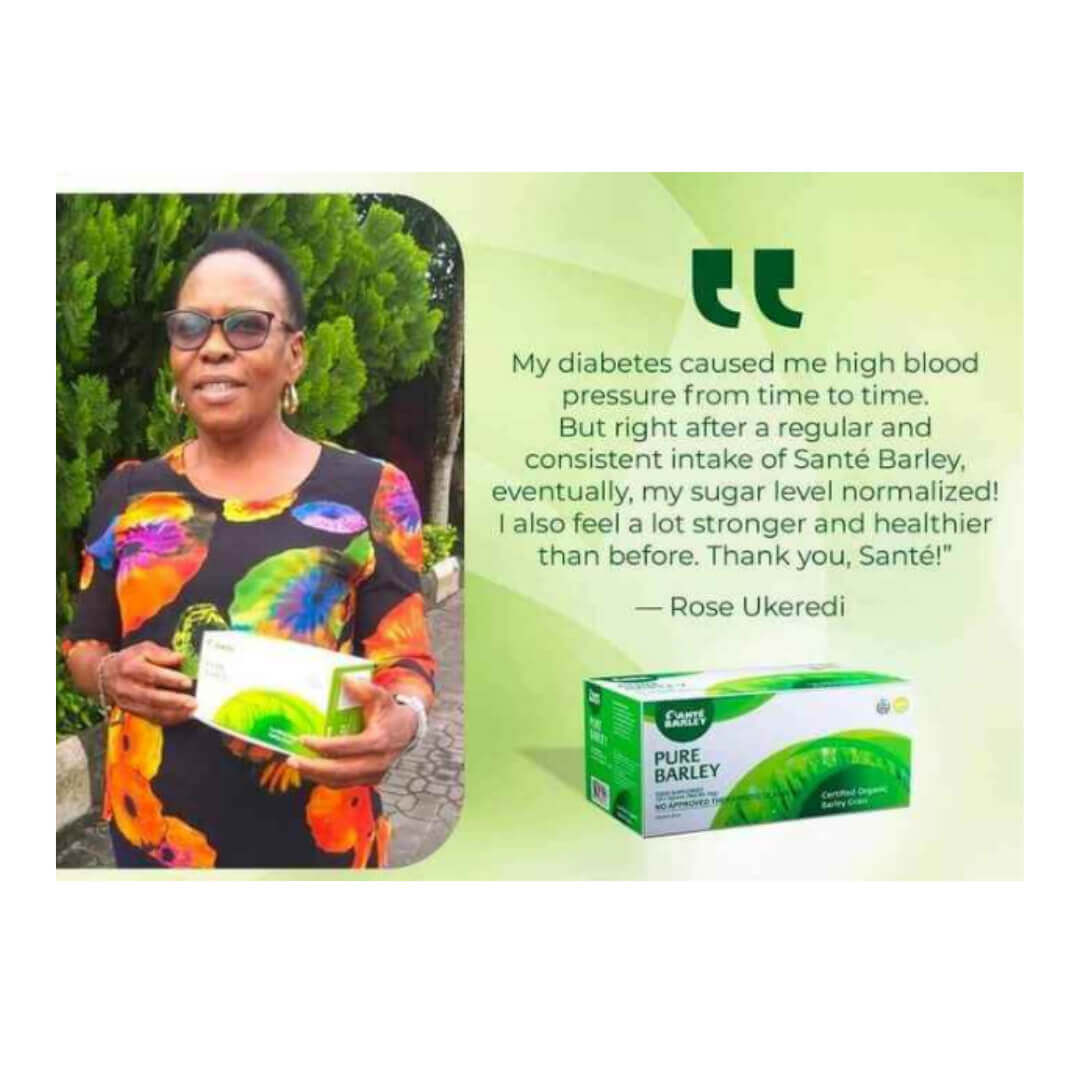 My diabetes caused me high blood
pressure from time to time.
But right after a regular and
consistent intake of Santé Barley,
eventually, my sugar level normalized!
I also feel a lot stronger and healthier
than before. Thank you, Santé!”
— Rose Ukeredi
SANTÉ
BARLEY
PURE
BARLEY
NO APPROVED
Certified Organic
Barley Grass
PURE
BARLEY